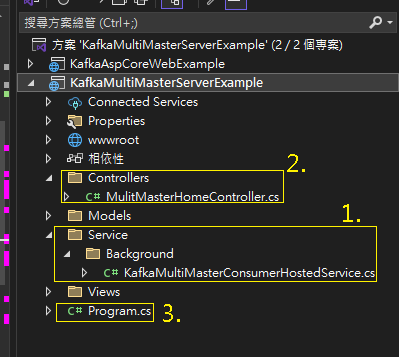 搜尋方案總管 (Ctrl+;)
方案 'KafkaMultiMasterServerExample' (2 / 2 個專案)
KafkaAspCoreWebExample
KafkaMultiMasterServerExample
Connected Services
Properties
wwwroot
相依性
2.
Controllers
C# MulitMasterHomeController.cs
Models
1.
Service
Background
C# KafkaMultiMasterConsumerHostedService.cs
Views
C# Program.cs 3.